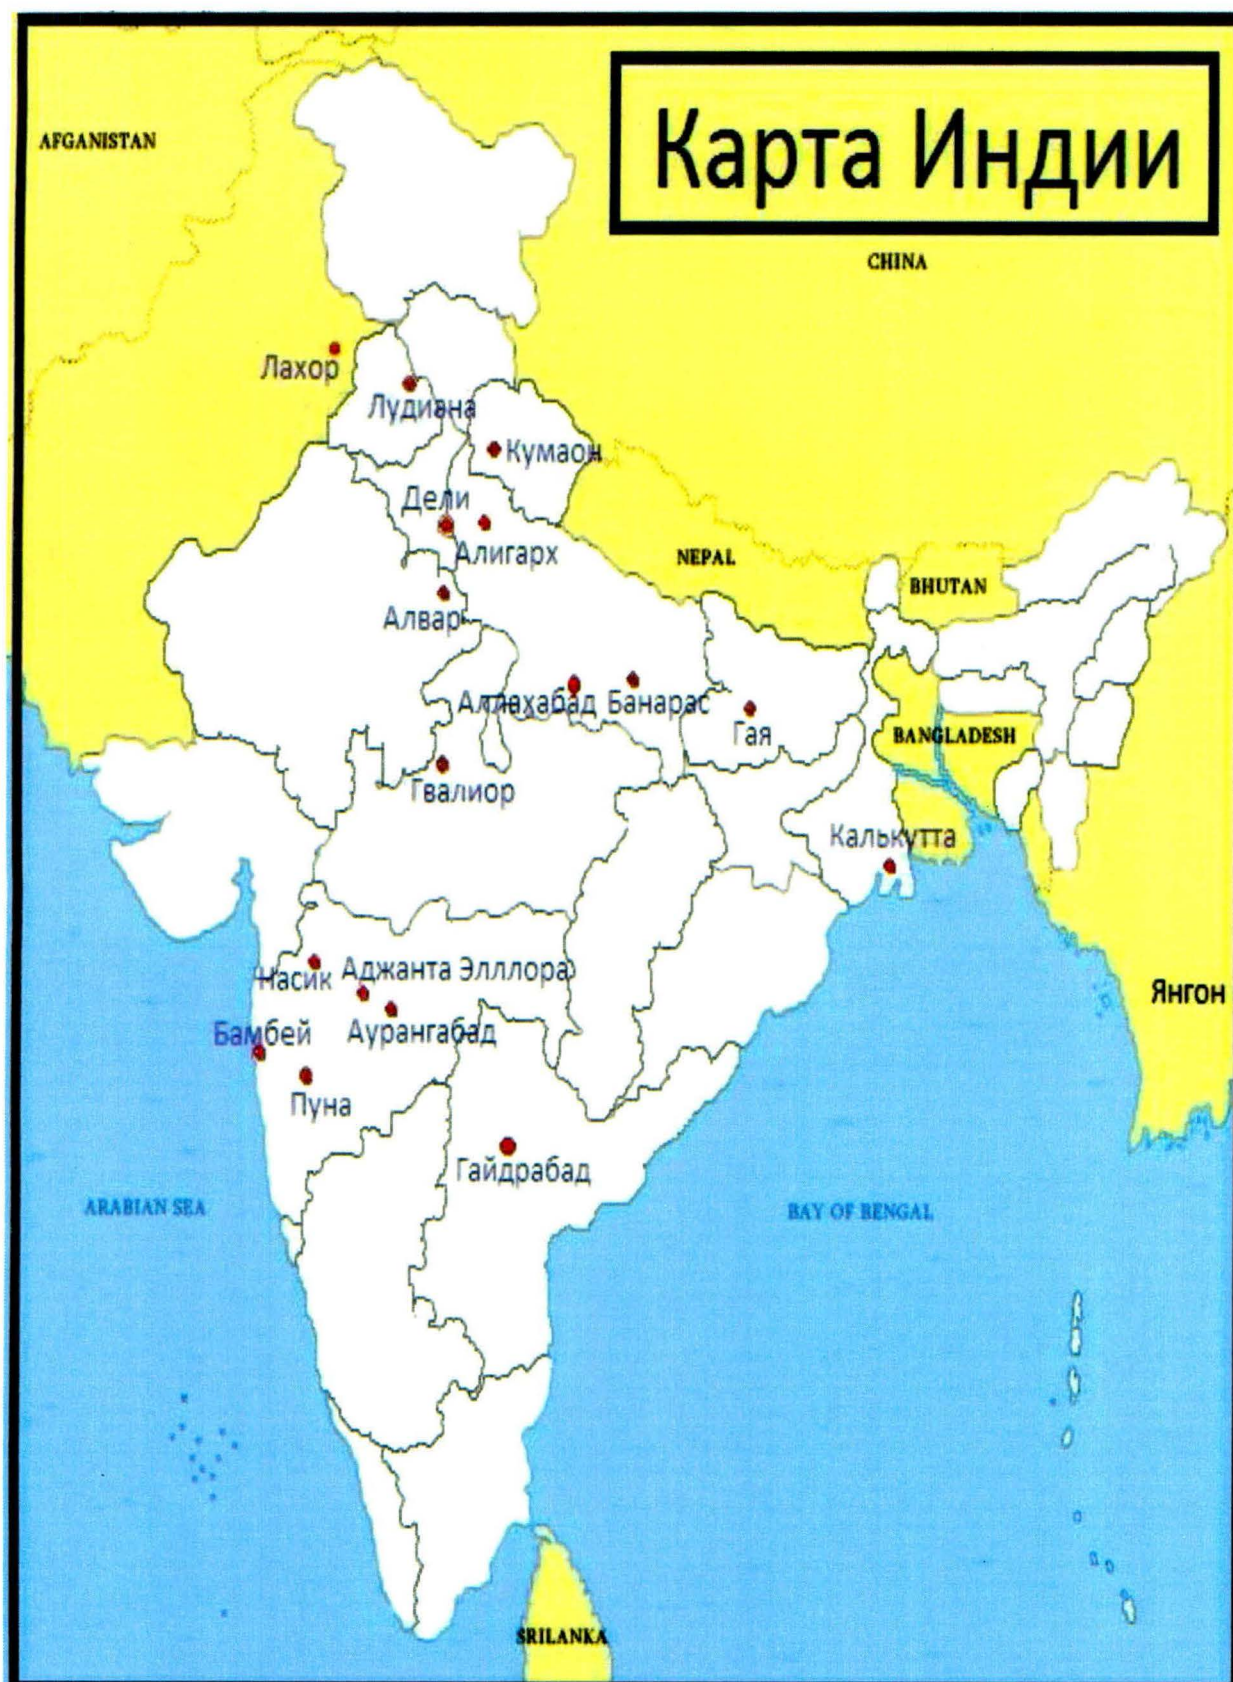 Карта Индии
AFGANISTAN
CHINA
Лахор
Лудиана
Кумаон
Дели
Алигарх
NEPAL
BHUTAN
Алвар
Аллахабад
Банарас
Гая
BANGLADESH
Гвалиор
Калькутта
Насик
Аджанта Элллора
Янгон
Бамбей
Аурангабад
Пуна
Гайдрабад
ARABIAN SEA
BAY OF BENGAL
SRILANKA